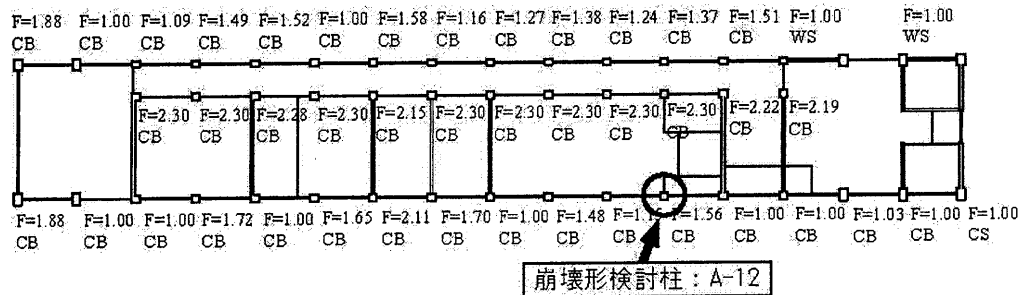 F=1.88 F=1.00 F=1.09 F=1.49 F=1.52 F=1.00 F=1.58 F=1.16 F=1.27 F=1.38 F=1.24 F=1.37 F=1.51 F=1.00 F=1.00
CB CB CB CB CB CB CB CB CB CB CB CB CB WS WS
F=2.30 F=2.30 F=2.28 F=2.30 F=2.15 F=2.30 F=2.30 F=2.30 F=2.30 F=2.30 F=2.22 F=2.19
CB CB CB CB CB CB CB CB CB CB CB CB
F=1.88 F=1.00 F=1.00 F=1.72 F=1.00 F=1.65 F=2.11 F=1.70 F=1.00 F=1.48 F=1.56 F=1.00 F=1.00 F=1.03 F=1.00 F=1.00
CB CB CB CB CB CB CB CB CB CB CB CB CB CB CB CB CS
崩壊形検討柱：A-12